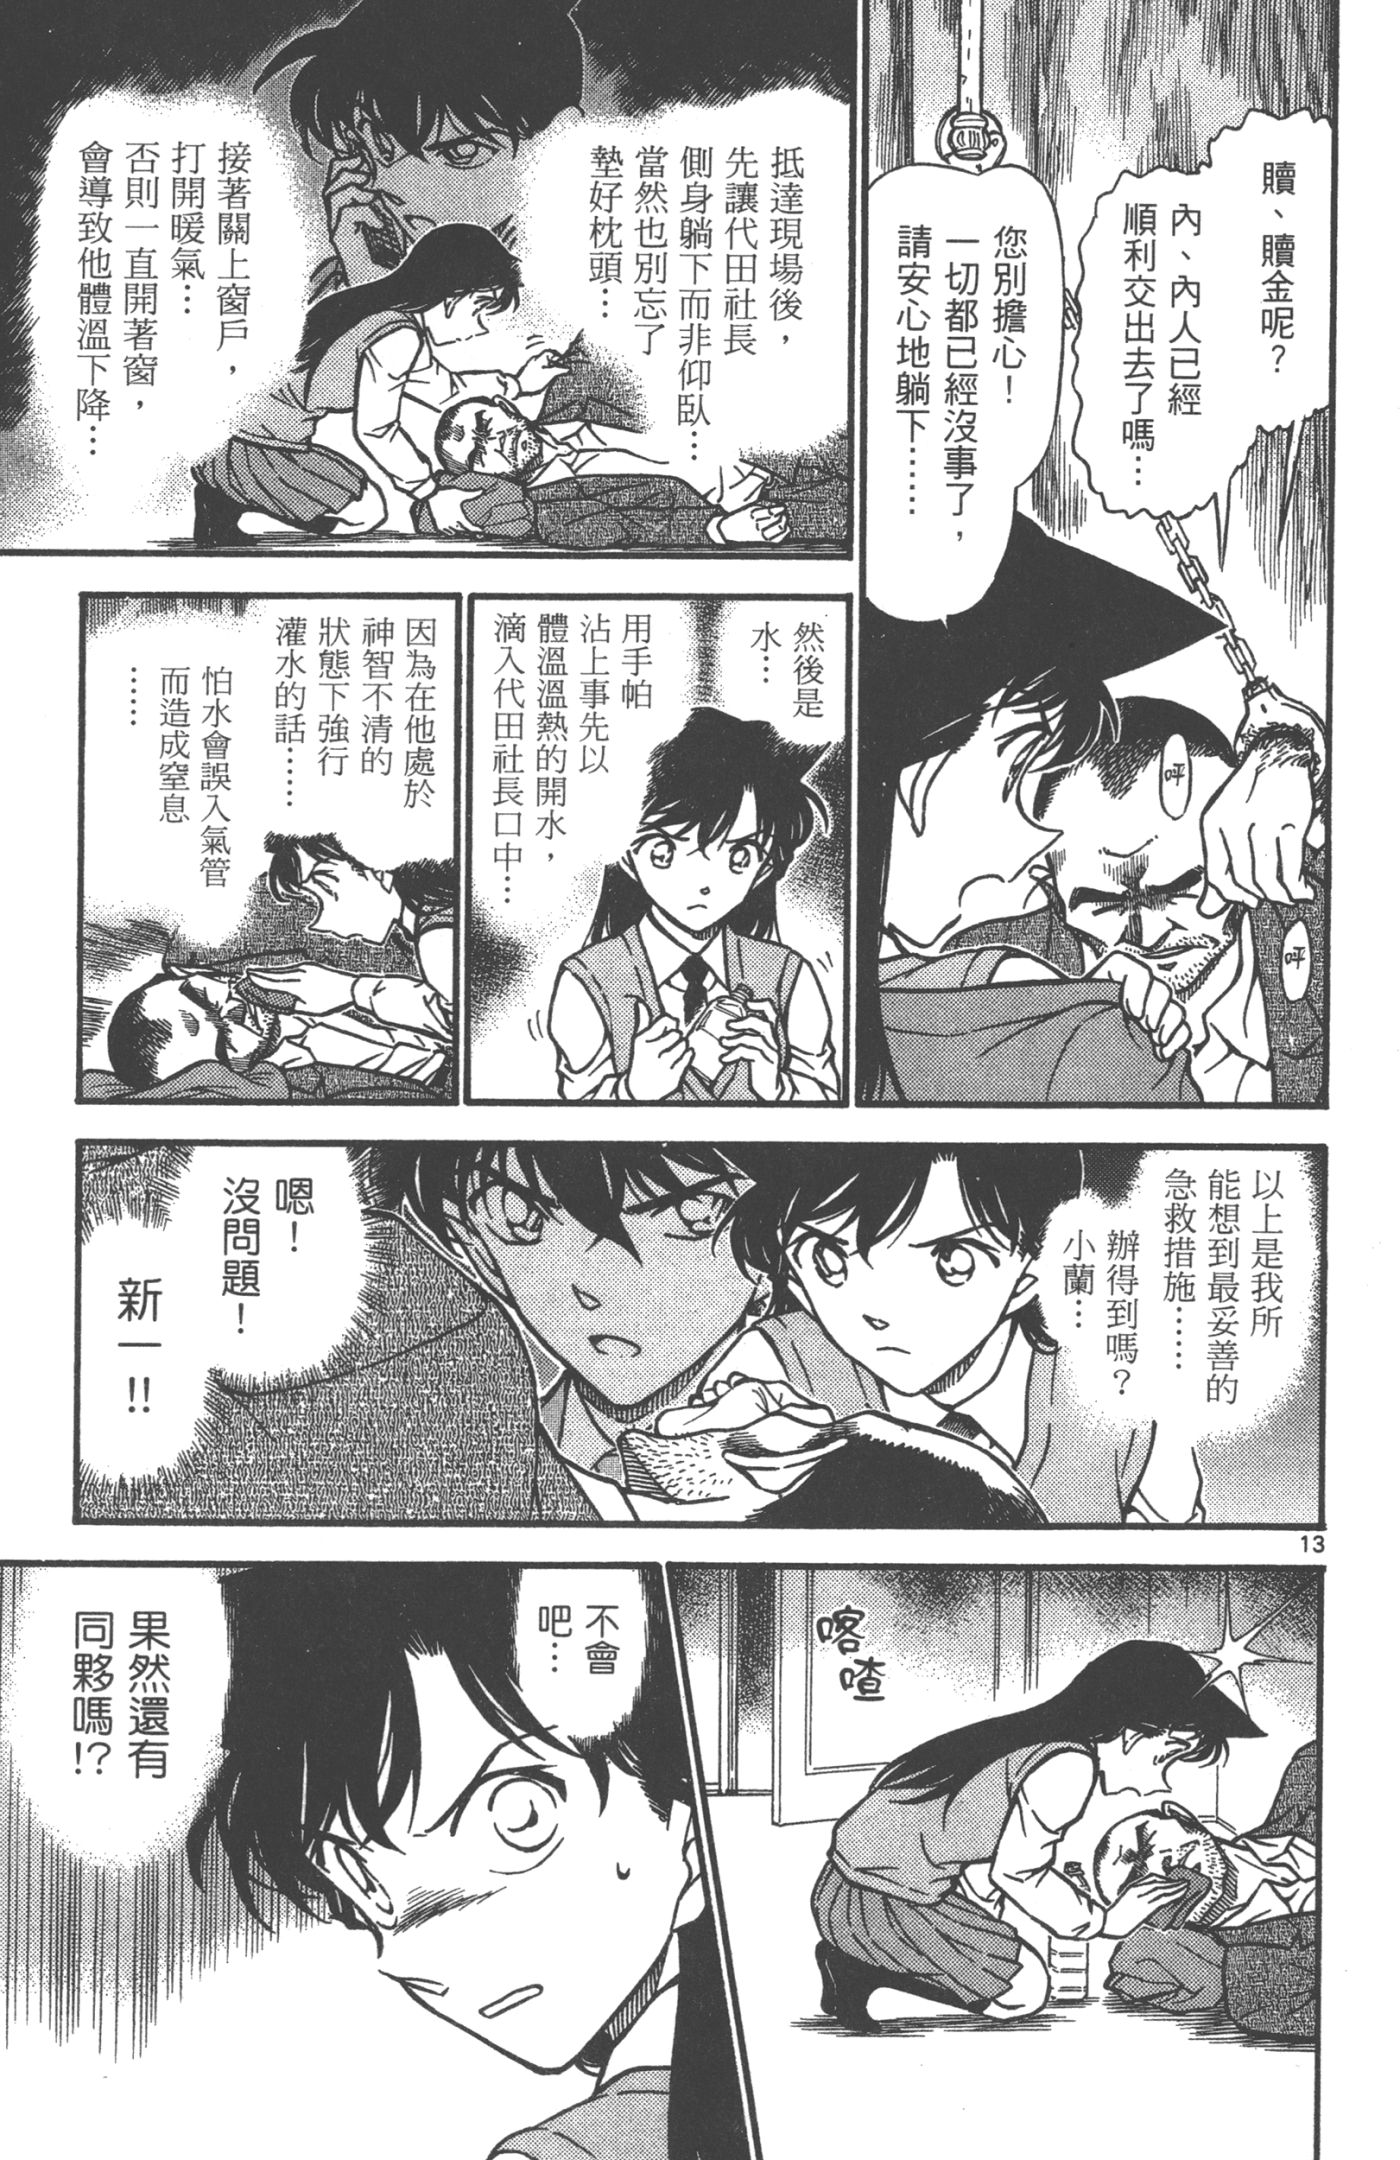 贖、贖金呢？
內、內人已經
順利交出去了嗎…
您別擔心！
一切都已經沒事了，
請安心地躺下……
呼
呼
抵達現場後，
先讓代田社長
側身躺下而非仰臥…
當然也別忘了
墊好枕頭…
接著關上窗戶，
打開暖氣…
否則一直開著窗，
會導致他體溫下降…
然後是
水…
用手帕
沾上事先以
體溫溫熱的開水，
滴入代田社長口中…
因為在他處於
神智不清的
狀態下強行
灌水的話……
怕水會誤入氣管
而造成窒息
……
以上是我所
能想到最妥善的
急救措施……
辦得到嗎？
小蘭…
嗯！
沒問題！
新一!!
13
喀
喳
不會
吧…
果然還有
同夥嗎!?